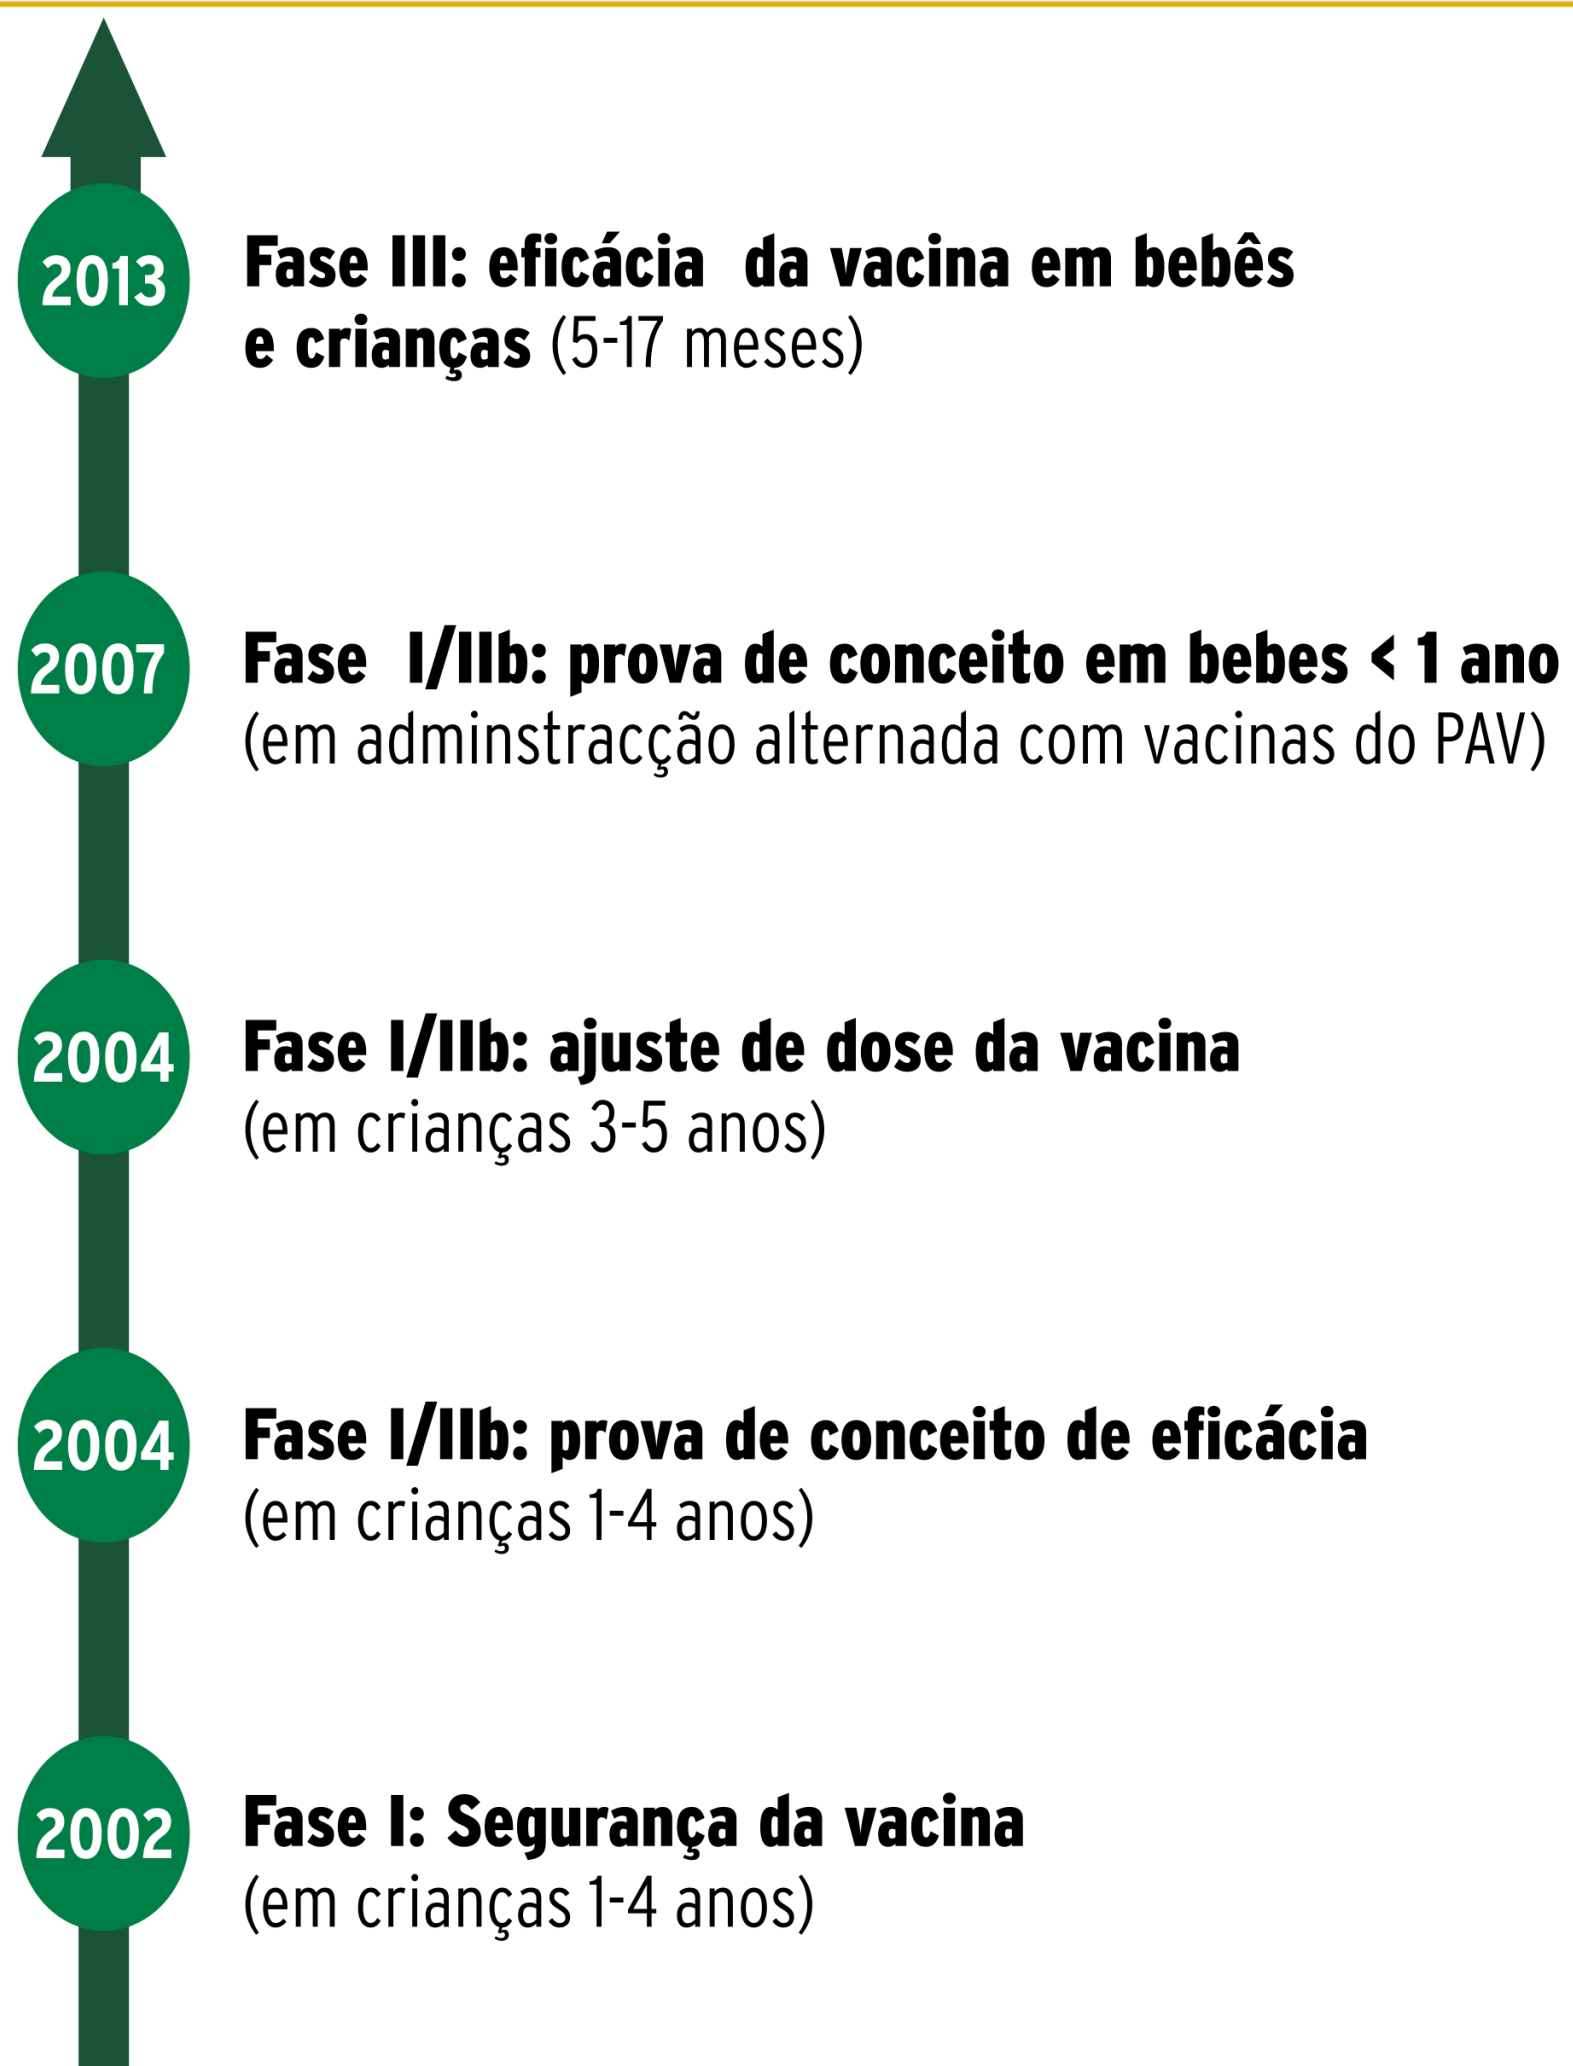 2013
Fase III: eficácia da vacina em bebês
e crianças (5-17 meses)
2007
Fase I/IIb: prova de conceito em bebes < 1 ano
(em adminstracção alternada com vacinas do PAV)
2004
Fase I/IIb: ajuste de dose da vacina
(em crianças 3-5 anos)
2004
Fase I/IIb: prova de conceito de eficácia
(em crianças 1-4 anos)
2002
Fase I: Segurança da vacina
(em crianças 1-4 anos)